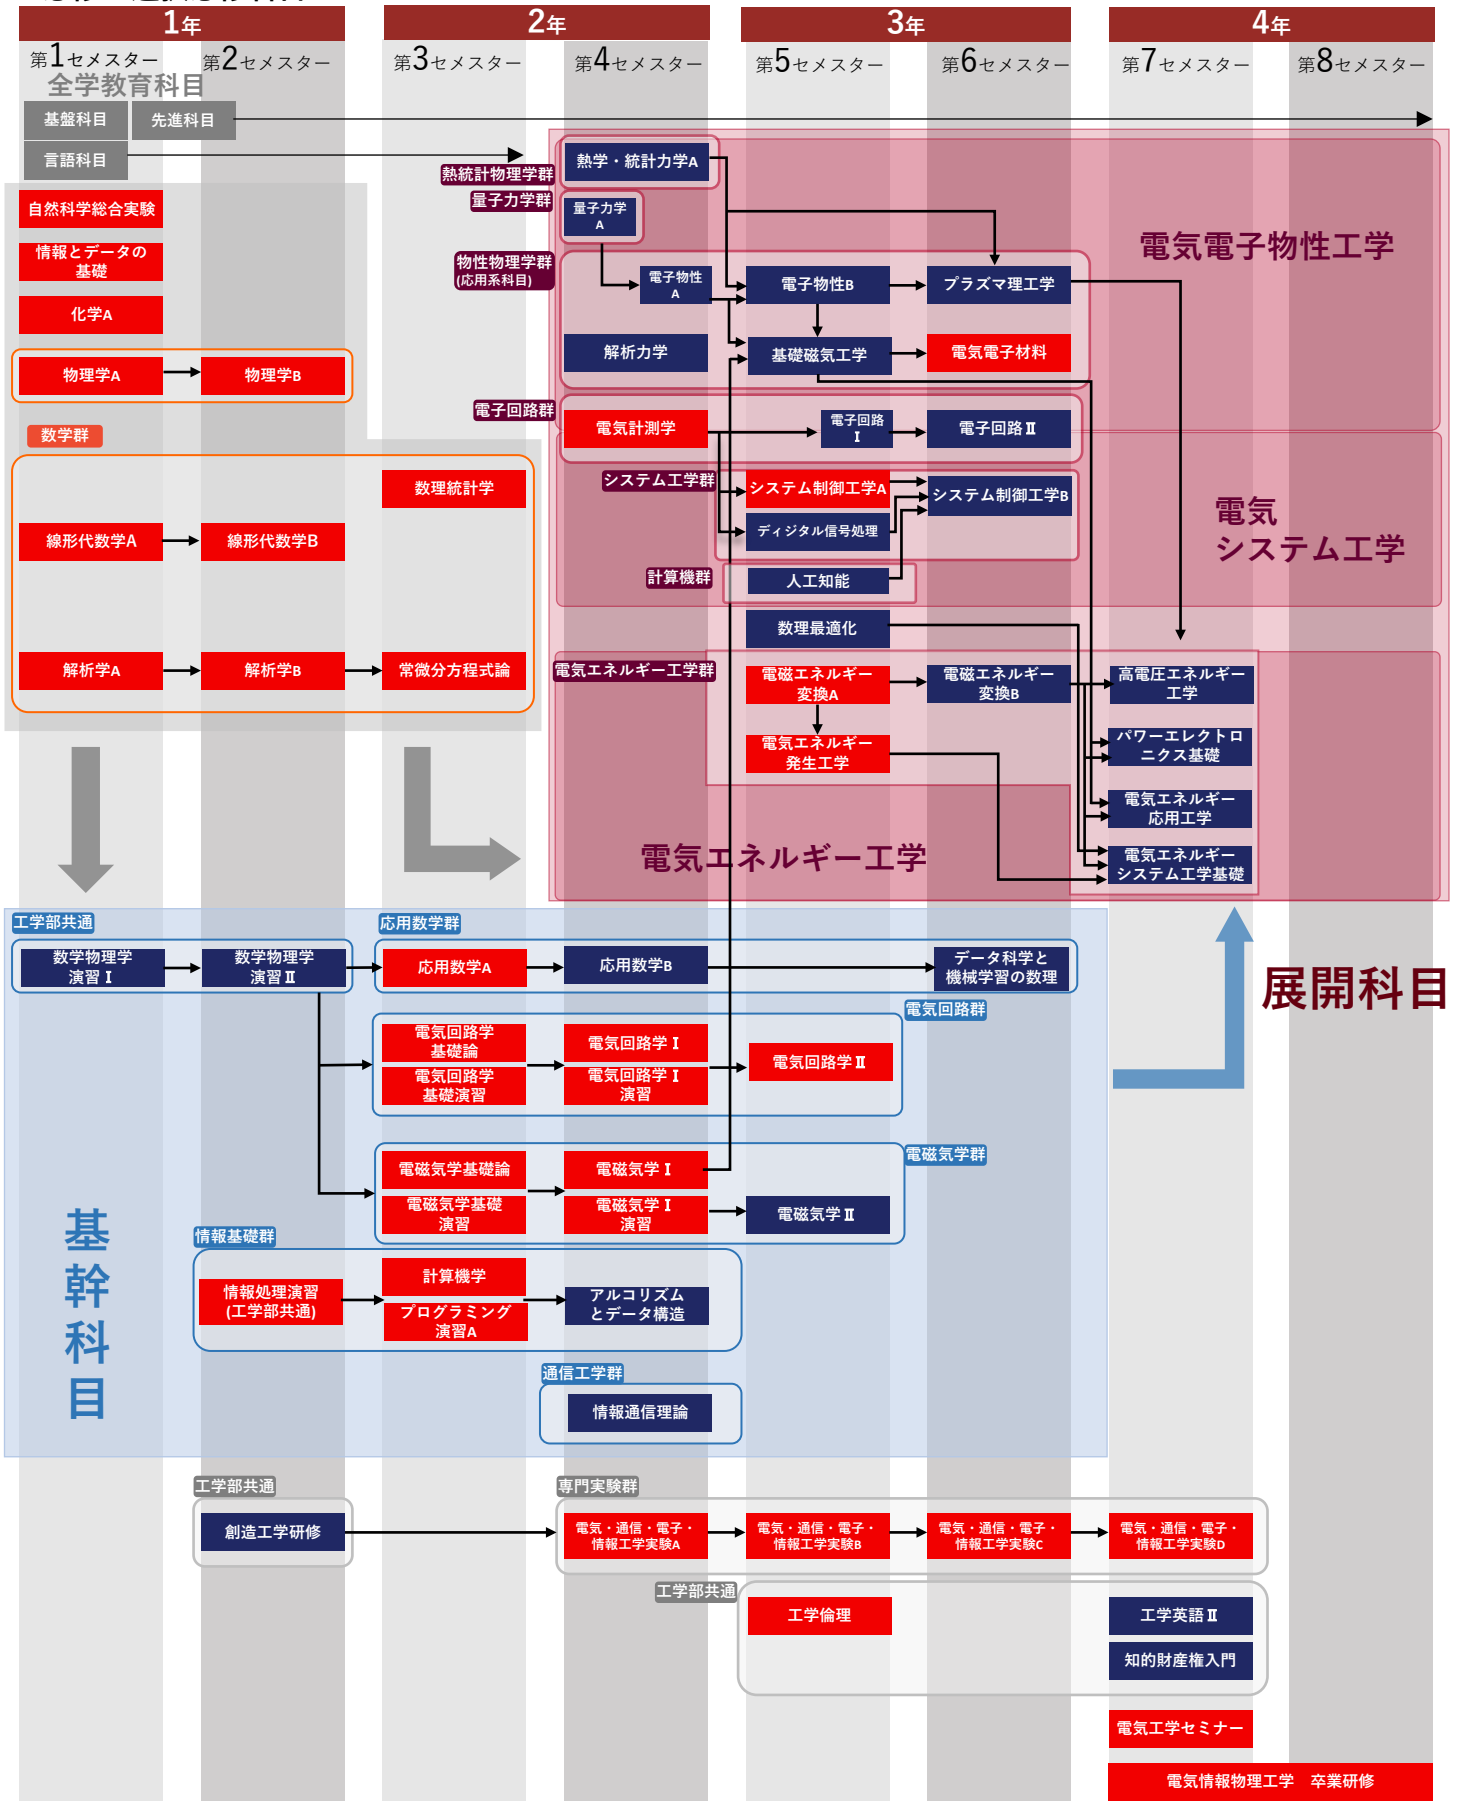 1年
2年
3年
4年
第1セメスター
第2セメスター
第3セメスター
第4セメスター
第5セメスター
第6セメスター
第7セメスター
第8セメスター
全学教育科目
基盤科目
先進科目
言語科目
自然科学総合実験
情報とデータの
基礎
化学A
物理学A
物理学B
数学群
数理統計学
線形代数学A
線形代数学B
解析学A
解析学B
常微分方程式論
熱統計物理学群
熱学・統計力学A
量子力学群
量子力学
A
物性物理学群
(応用系科目)
電子物性
A
電子物性B
プラズマ理工学
解析力学
基礎磁気工学
電気電子材料
電気電子物性工学
電子回路群
電気計測学
電子回路
Ⅰ
電子回路Ⅱ
システム工学群
システム制御工学A
システム制御工学B
ディジタル信号処理
電気
システム工学
計算機群
人工知能
数理最適化
電気エネルギー工学群
電磁エネルギー
変換A
電磁エネルギー
変換B
高電圧エネルギー
工学
電気エネルギー
発生工学
パワーエレクトロ
ニクス基礎
電気エネルギー
応用工学
電気エネルギー
システム工学基礎
電気エネルギー工学
展開科目
工学部共通
数学物理学
演習Ⅰ
数学物理学
演習Ⅱ
応用数学群
応用数学A
応用数学B
データ科学と
機械学習の数理
電気回路群
電気回路学
基礎論
電気回路学Ⅰ
電気回路学Ⅱ
電気回路学
基礎演習
電気回路学Ⅰ
演習
電磁気学群
電磁気学基礎論
電磁気学Ⅰ
電磁気学基礎
演習
電磁気学Ⅰ
演習
電磁気学Ⅱ
基
幹
科
目
情報基礎群
情報処理演習
(工学部共通)
計算機学
プログラミング
演習A
アルゴリズム
とデータ構造
通信工学群
情報通信理論
工学部共通
創造工学研修
専門実験群
電気・通信・電子・
情報工学実験A
電気・通信・電子・
情報工学実験B
電気・通信・電子・
情報工学実験C
電気・通信・電子・
情報工学実験D
工学部共通
工学倫理
工学英語Ⅱ
知的財産権入門
電気工学セミナー
電気情報物理工学　卒業研修